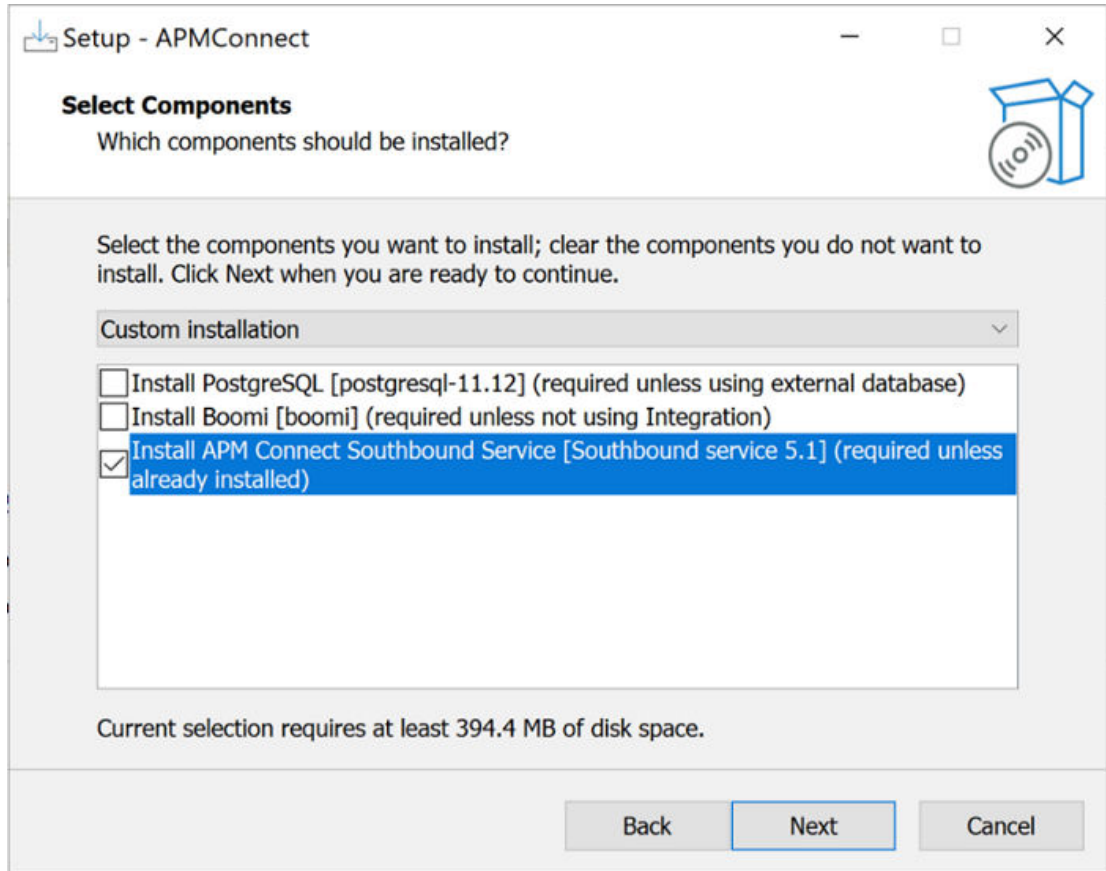 Setup - APMConnect
Select Components
Which components should be installed?
Select the components you want to install; clear the components you do not want to
install. Click Next when you are ready to continue.
Custom installation
Install PostgreSQL [postgresql-11.12] (required unless using external database)
Install Boomi [boomi] (required unless not using Integration)
Install APM Connect Southbound Service [Southbound service 5.1] (required unless
already installed)
Current selection requires at least 394.4 MB of disk space.
Back Next Cancel